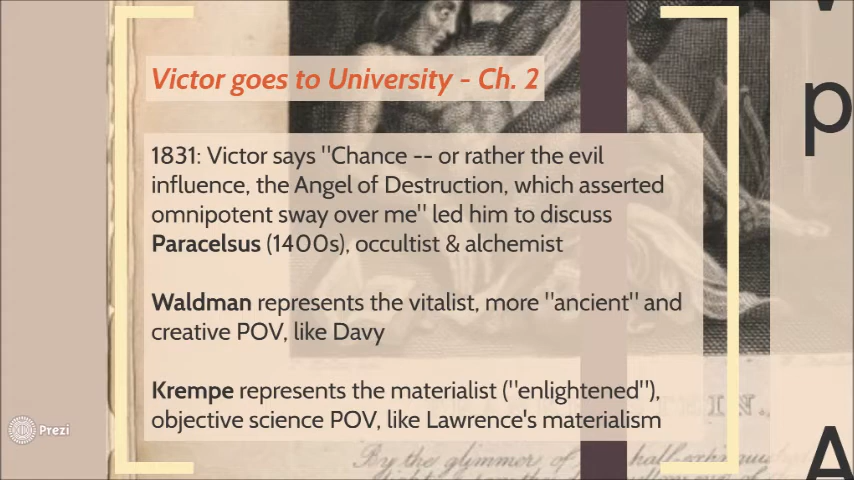 Victor goes to University - Ch. 2
1831: Victor says "Chance -- or rather the evil
influence, the Angel of Destruction, which asserted
omnipotent sway over me" led him to discuss
Paracelsus (1400s), occultist & alchemist
Waldman represents the vitalist, more "ancient" and
creative POV, like Davy
Krempe represents the materialist ("enlightened"),
objective science POV, like Lawrence's materialism
Prezi
By the glimmer of
p
A